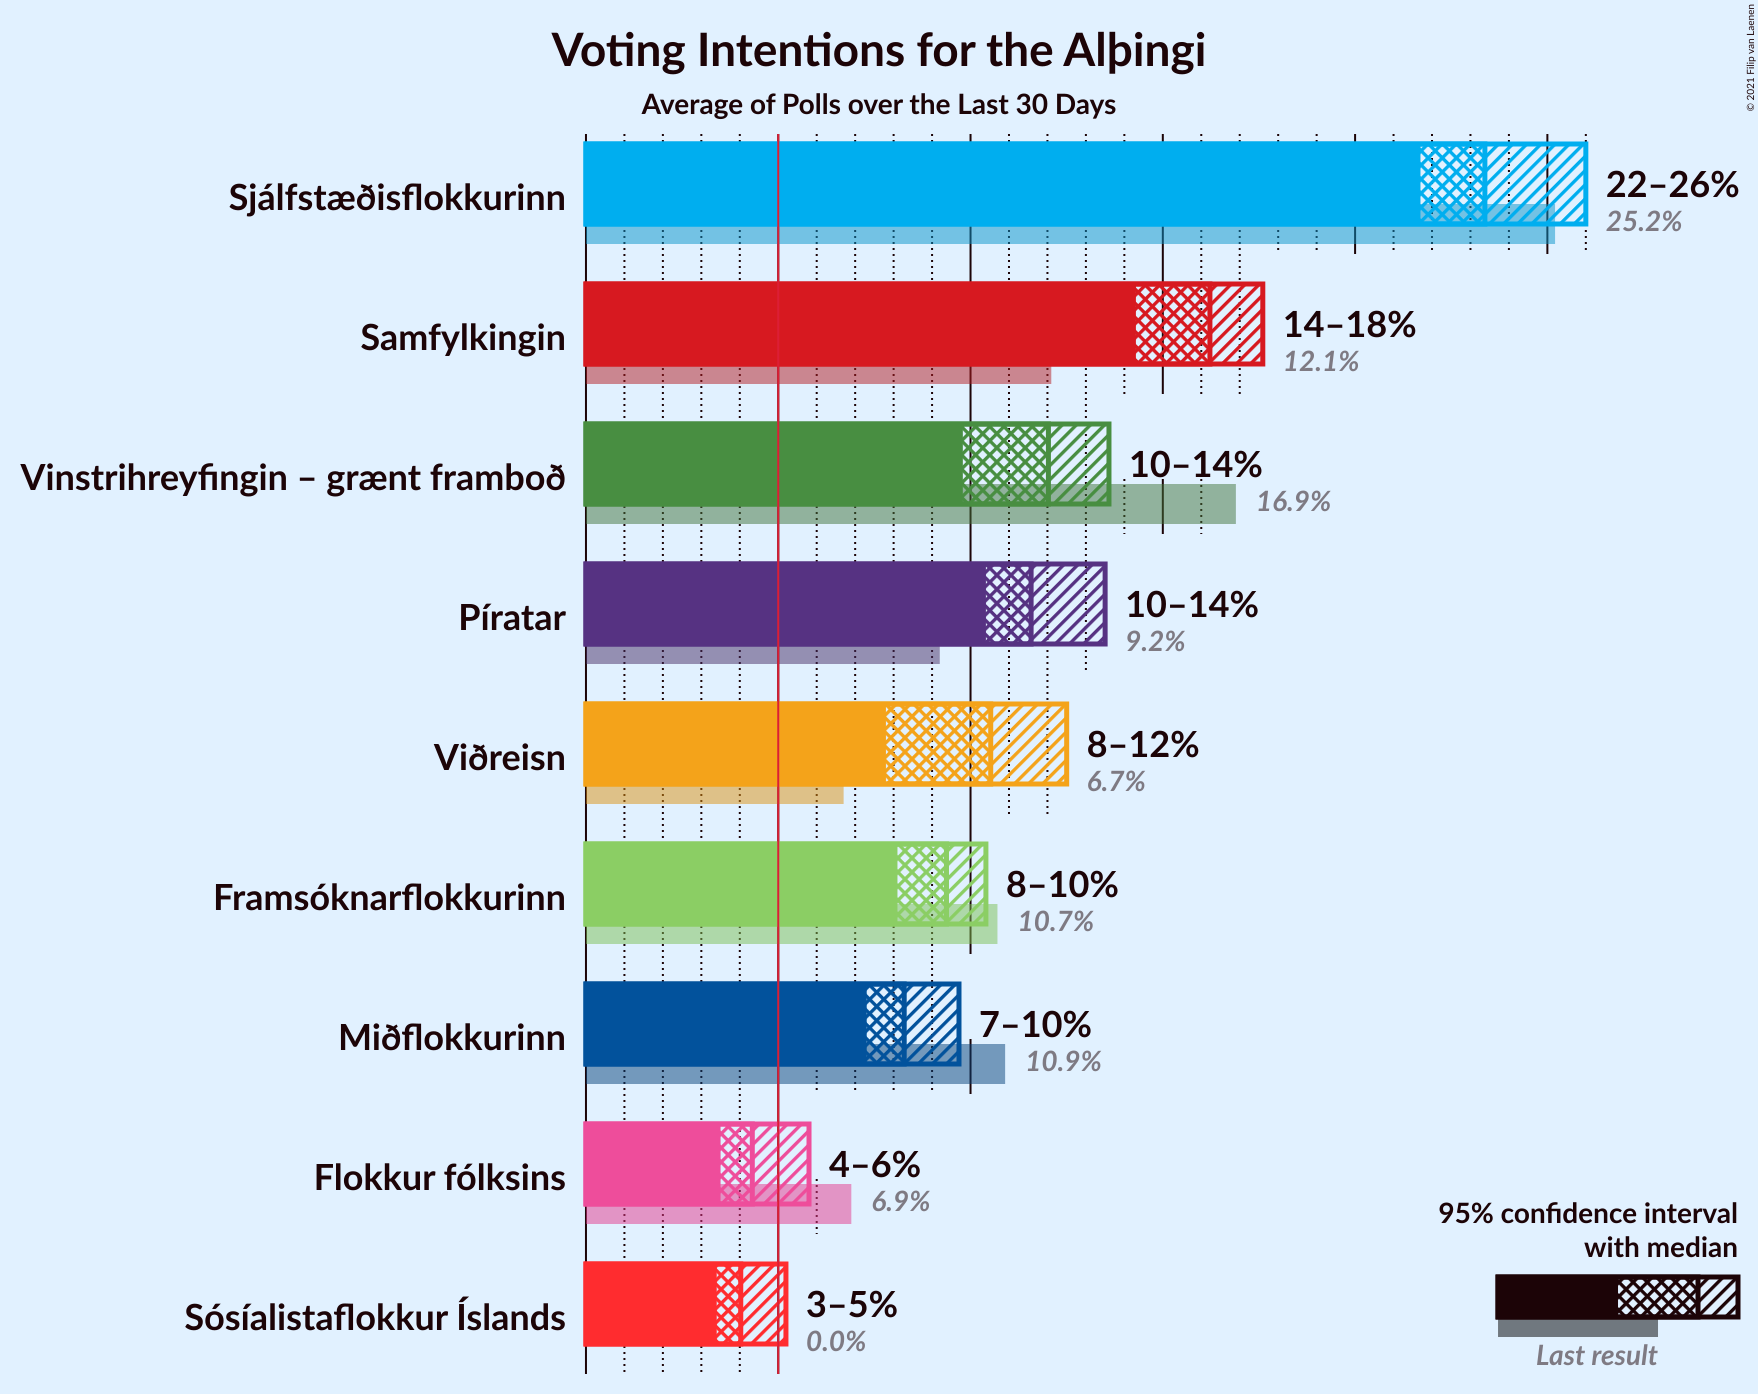 Voting Intentions for the Alþingi
Average of Polls over the Last 30 Days
© 2021 Filip van Laenen
Sjálfstæðisflokkurinn
22–26%
25.2%
Samfylkingin
14–18%
12.1%
Vinstrihreyfingin – grænt framboð
10–14%
16.9%
Píratar
10–14%
9.2%
Viðreisn
8–12%
6.7%
Framsóknarflokkurinn
8–10%
10.7%
Miðflokkurinn
7–10%
10.9%
Flokkur fólksins
4–6%
6.9%
Sósíalistaflokkur Íslands
3–5%
0.0%
95% confidence interval
with median
Last result